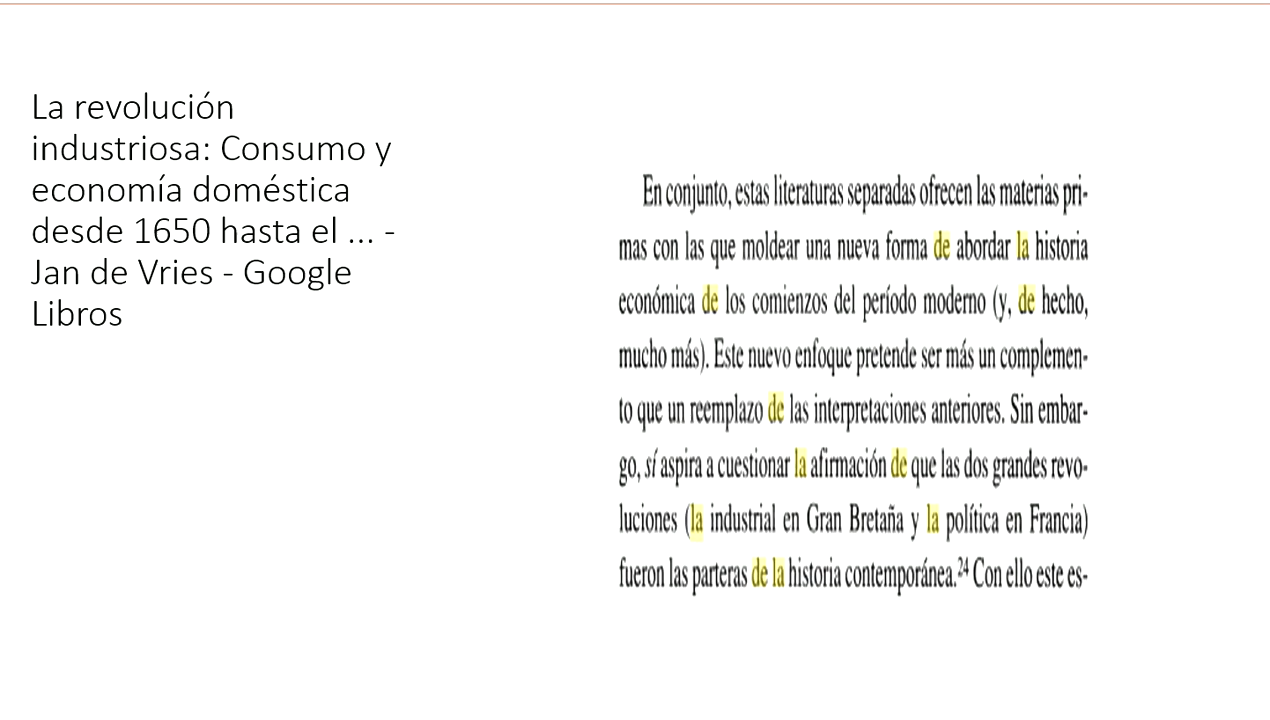 La revolución
industriosa: Consumo y
economía doméstica
desde 1650 hasta el ... -
Jan de Vries - Google
Libros
En conjunto, estas literaturas separadas ofrecen las materias pri-
mas con las que moldear una nueva forma de abordar la historia
económica de los comienzos del período moderno (y, de hecho,
mucho más). Este nuevo enfoque pretende ser más un complemen-
to que un reemplazo de las interpretaciones anteriores. Sin embar-
go, sí aspira a cuestionar la afirmación de que las dos grandes revo-
luciones (la industrial en Gran Bretaña y la política en Francia)
fueron las parteras de la historia contemporánea.24 Con ello este es-